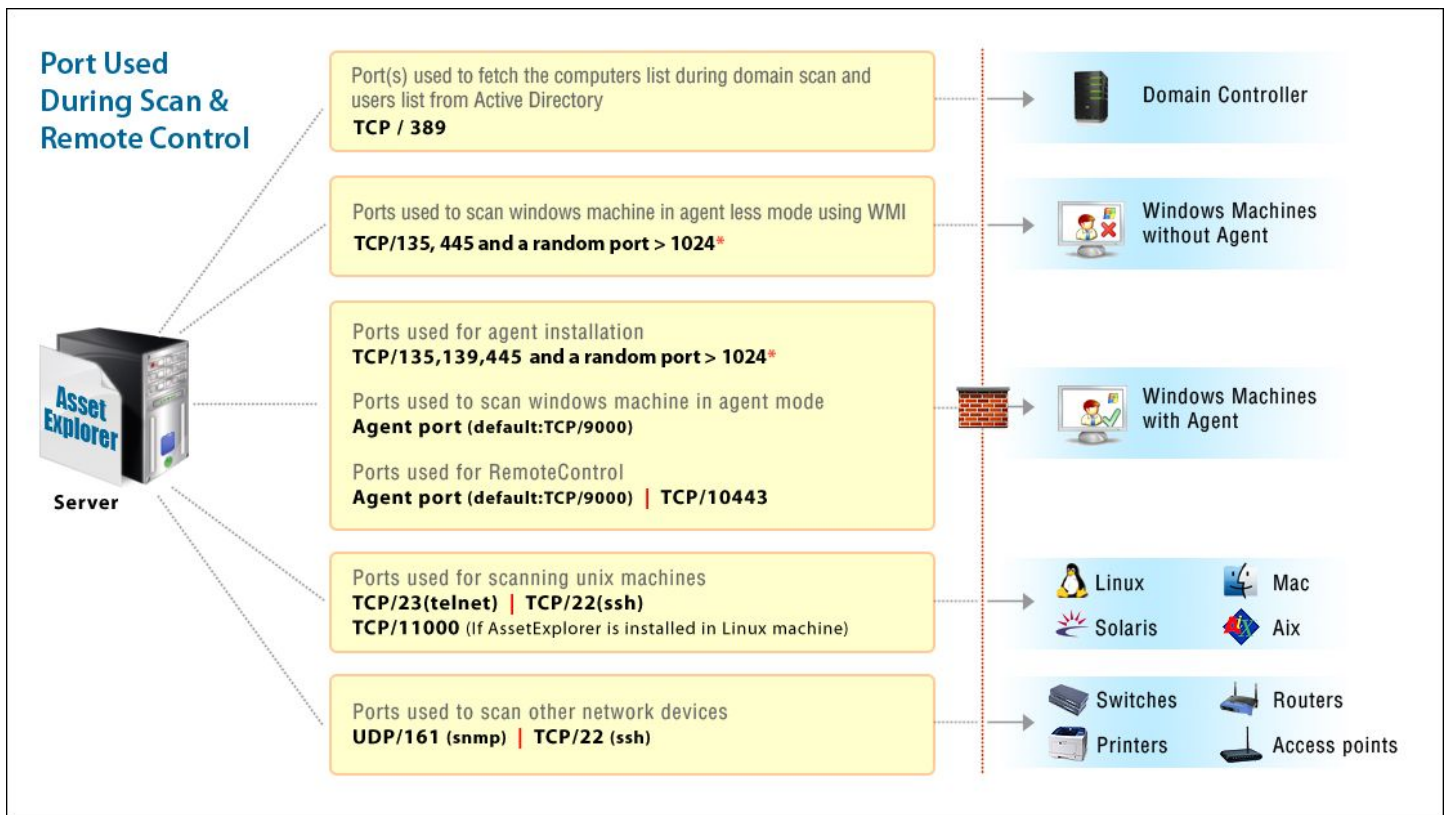 Port Used
During Scan &
Remote Control
Port(s) used to fetch the computers list during domain scan and
users list from Active Directory
TCP / 389
Domain Controller
Ports used to scan windows machine in agent less mode using WMI
TCP/135, 445 and a random port > 1024*
Windows Machines
without Agent
Asset
Explorer
Server
Ports used for agent installation
TCP/135,139,445 and a random port > 1024*
Ports used to scan windows machine in agent mode
Agent port (default:TCP/9000)
Ports used for RemoteControl
Agent port (default:TCP/9000) | TCP/10443
Windows Machines
with Agent
Ports used for scanning unix machines
TCP/23(telnet) | TCP/22(ssh)
TCP/11000 (If AssetExplorer is installed in Linux machine)
Linux
Mac
Solaris
AiX
Aix
Ports used to scan other network devices
UDP/161 (snmp) | TCP/22 (ssh)
Switches
Routers
Printers
Access points